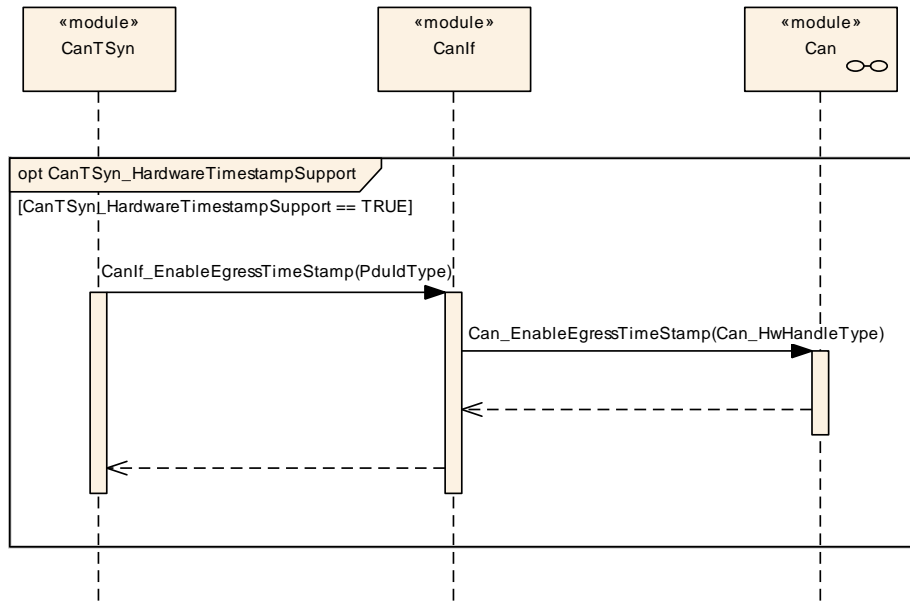 «module»
CanTSyn
«module»
CanIf
«module»
Can
opt CanTSyn_HardwareTimestampSupport
[CanTSyn_HardwareTimestampSupport == TRUE]
CanIf_EnableEgressTimeStamp(PduIdType)
Can_EnableEgressTimeStamp(Can_HwHandleType)